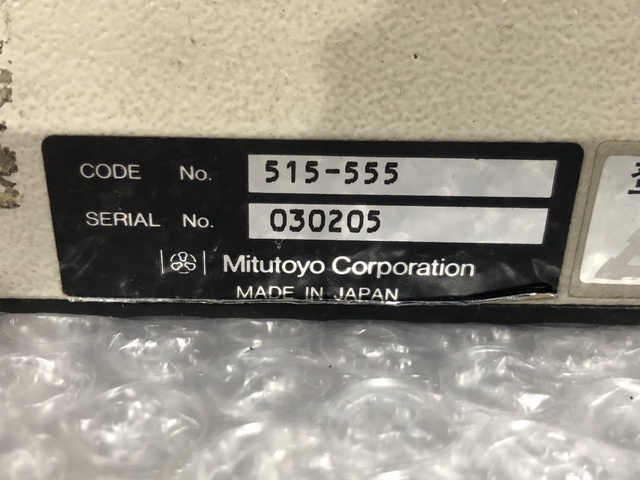 CODE No. 515-555
SERIAL No. 030205
Mitutoyo Corporation
MADE IN JAPAN